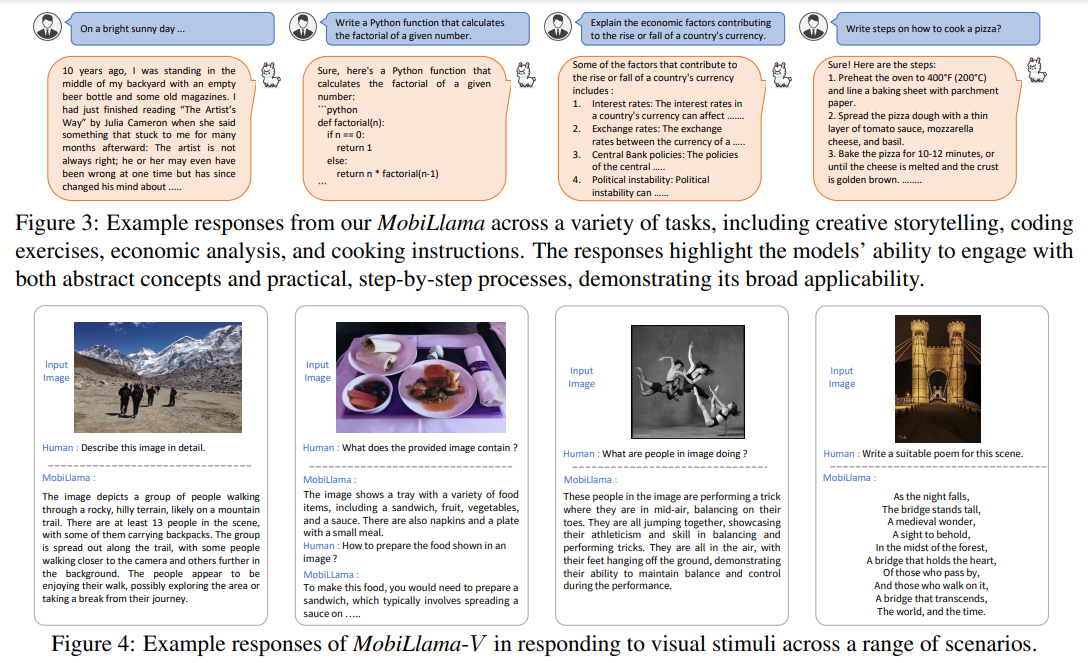 On a bright sunny day ...
10 years ago, I was standing in the
middle of my backyard with an empty
beer bottle and some old magazines. I
had just finished reading “The Artist’s
Way” by Julia Cameron when she said
something that stuck to me for many
months afterward: The artist is not
always right; he or her may even have
been wrong at one time but has since
changed his mind about .....
Write a Python function that calculates
the factorial of a given number.
Sure, here's a Python function that
calculates the factorial of a given
number:
```python
def factorial(n):
if n == 0:
return 1
else:
return n * factorial(n-1)
```
Explain the economic factors contributing
to the rise or fall of a country's currency.
Some of the factors that contribute to
the rise or fall of a country's currency
includes :
1. Interest rates: The interest rates in
a country's currency can affect .......
2. Exchange rates: The exchange
rates between the currency of a .....
3. Central Bank policies: The policies
of the central .....
4. Political instability: Political
instability can ......
Write steps on how to cook a pizza?
Sure! Here are the steps:
1. Preheat the oven to 400°F (200°C)
and line a baking sheet with parchment
paper.
2. Spread the pizza dough with a thin
layer of tomato sauce, mozzarella
cheese, and basil.
3. Bake the pizza for 10-12 minutes, or
until the cheese is melted and the crust
is golden brown. ........
Figure 3: Example responses from our MobiLlama across a variety of tasks, including creative storytelling, coding
exercises, economic analysis, and cooking instructions. The responses highlight the models’ ability to engage with
both abstract concepts and practical, step-by-step processes, demonstrating its broad applicability.
Input
Image
Human : Describe this image in detail.
MobiLlama :
The image depicts a group of people walking
through a rocky, hilly terrain, likely on a mountain
trail. There are at least 13 people in the scene,
with some of them carrying backpacks. The group
is spread out along the trail, with some people
walking closer to the camera and others further in
the background. The people appear to be
enjoying their walk, possibly exploring the area or
taking a break from their journey.
Input
Image
Human : What does the provided image contain ?
MobiLlama :
The image shows a tray with a variety of food
items, including a sandwich, fruit, vegetables,
and a sauce. There are also napkins and a plate
with a small meal.
Human : How to prepare the food shown in an
image ?
MobiLlama :
To make this food, you would need to prepare a
sandwich, which typically involves spreading a
sauce on .....
Input
Image
Human : What are people in image doing ?
MobiLlama :
These people in the image are performing a trick
where they are in mid-air, balancing on their
toes. They are all jumping together, showcasing
their athleticism and skill in balancing and
performing tricks. They are all in the air, with
their feet hanging off the ground, demonstrating
their ability to maintain balance and control
during the performance.
Input
Image
Human : Write a suitable poem for this scene.
MobiLlama :
As the night falls,
The bridge stands tall,
A medieval wonder,
A sight to behold,
In the midst of the forest,
A bridge that holds the heart,
Of those who pass by,
And those who walk on it,
A bridge that transcends,
The world, and the time.
Figure 4: Example responses of MobiLlama-V in responding to visual stimuli across a range of scenarios.